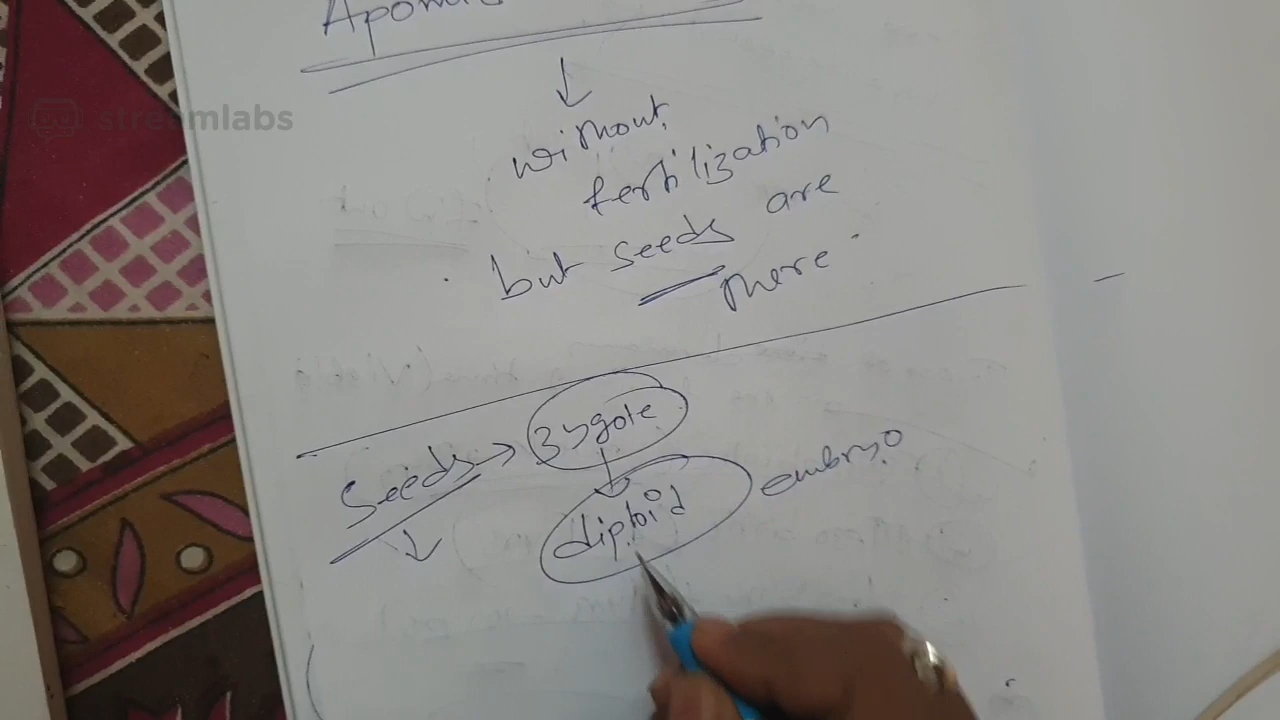 streamlabs
without
fertilization
but seeds are
there
Seeds → zygote
diploid embryo